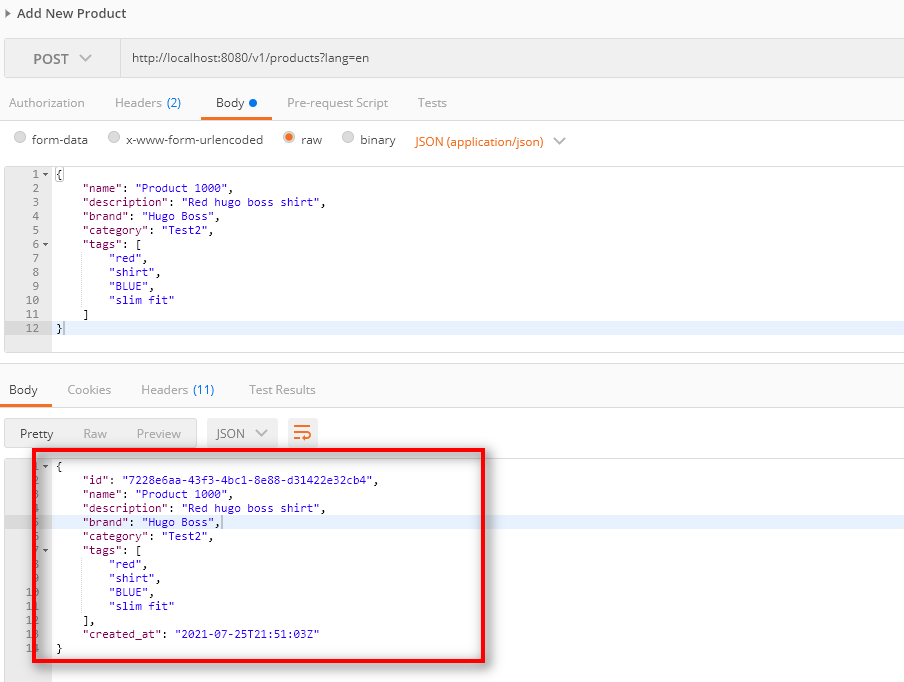 Add New Product
POST http://localhost:8080/v1/products?lang=en
Authorization Headers (2) Body Pre-request Script Tests
form-data x-www-form-urlencoded raw binary JSON (application/json)
1 {
2 "name": "Product 1000",
3 "description": "Red hugo boss shirt",
4 "brand": "Hugo Boss",
5 "category": "Test2",
6 "tags": [
7 "red",
8 "shirt",
9 "BLUE",
10 "slim fit"
11 ]
12 }
Body Cookies Headers (11) Test Results
Pretty Raw Preview JSON
1 {
2 "id": "7228e6aa-43f3-4bc1-8e88-d31422e32cb4",
3 "name": "Product 1000",
4 "description": "Red hugo boss shirt",
5 "brand": "Hugo Boss",
6 "category": "Test2",
7 "tags": [
8 "red",
9 "shirt",
10 "BLUE",
11 "slim fit"
12 ],
13 "created_at": "2021-07-25T21:51:03Z"
14 }